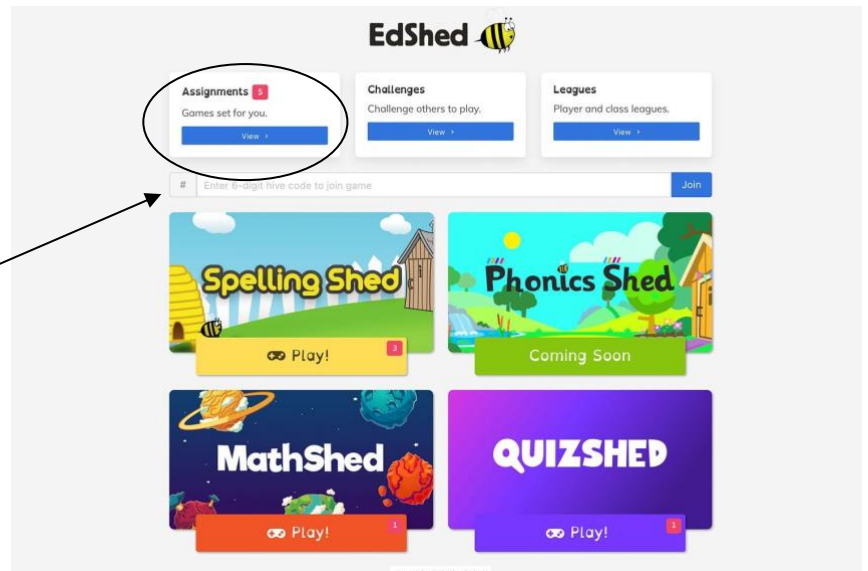 EdShed
Assignments 5
Games set for you.
View >
Challenges
Challenge others to play.
View >
Leagues
Player and class leagues.
View >
# Enter 6-digit hive code to join game Join
Spelling Shed
Play! 3
Phonics Shed
Coming Soon
MathShed
Play! 1
QUIZSHED
Play! 1